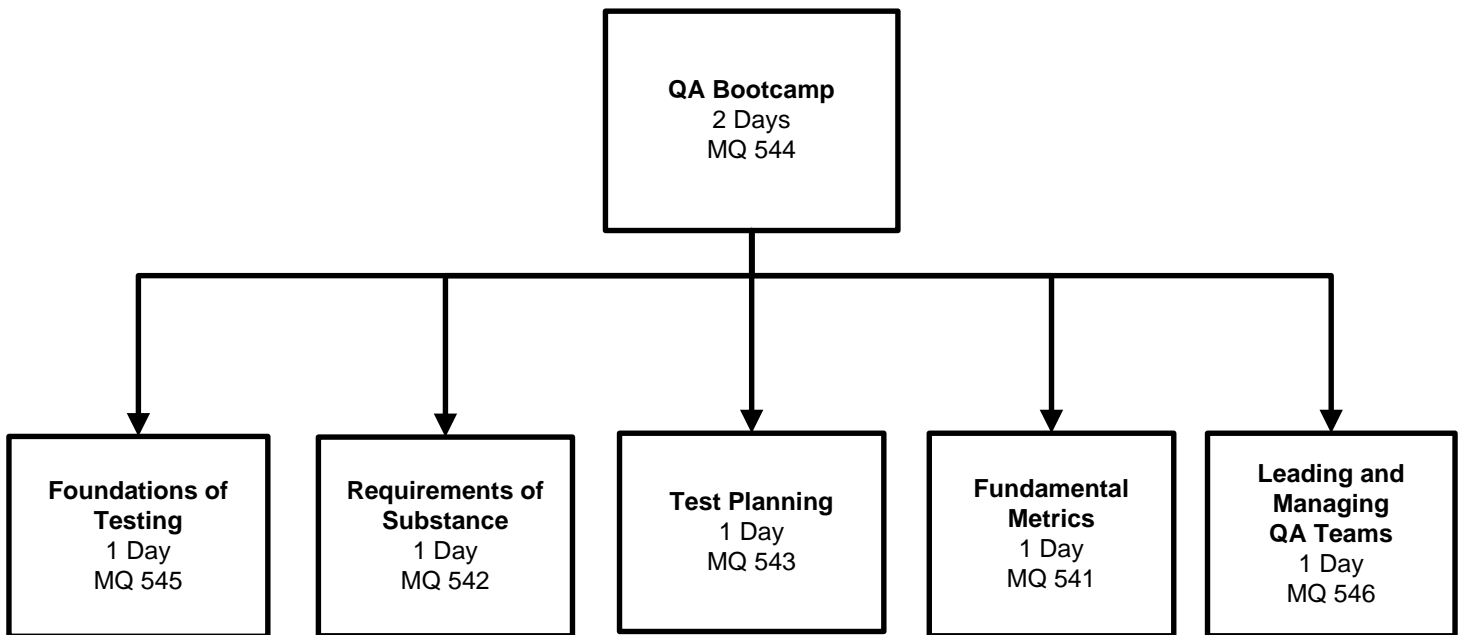 QA Bootcamp
2 Days
MQ 544
Foundations of
Testing
1 Day
MQ 545
Requirements of
Substance
1 Day
MQ 542
Test Planning
1 Day
MQ 543
Fundamental
Metrics
1 Day
MQ 541
Leading and
Managing
QA Teams
1 Day
MQ 546